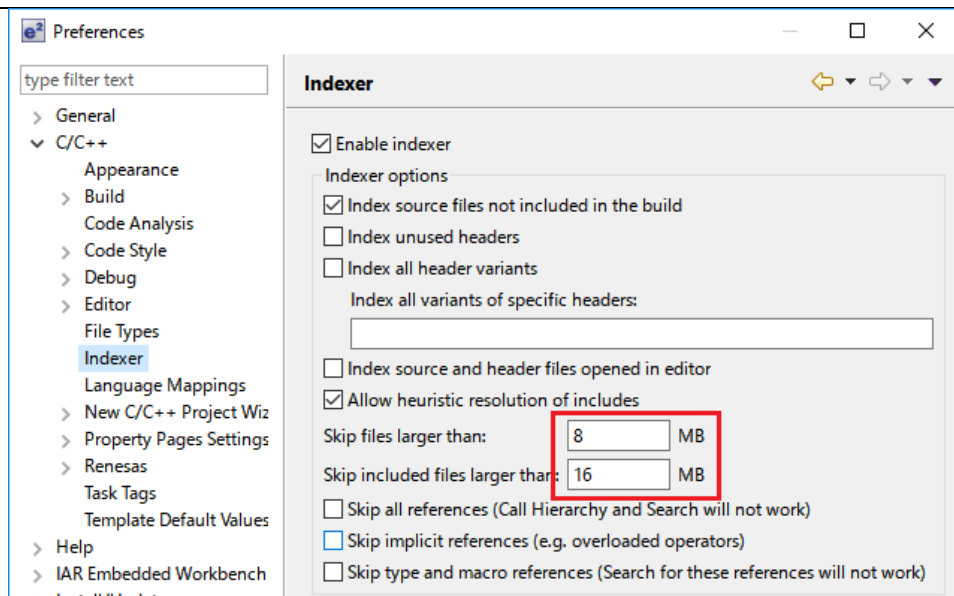 e² Preferences
type filter text
General
C/C++
Appearance
Build
Code Analysis
Code Style
Debug
Editor
File Types
Indexer
Language Mappings
New C/C++ Project Wiz
Property Pages Settings
Renesas
Task Tags
Template Default Values
Help
IAR Embedded Workbench
Indexer
Enable indexer
Indexer options
Index source files not included in the build
Index unused headers
Index all header variants
Index all variants of specific headers:
Index source and header files opened in editor
Allow heuristic resolution of includes
Skip files larger than: 8 MB
Skip included files larger than: 16 MB
Skip all references (Call Hierarchy and Search will not work)
Skip implicit references (e.g. overloaded operators)
Skip type and macro references (Search for these references will not work)